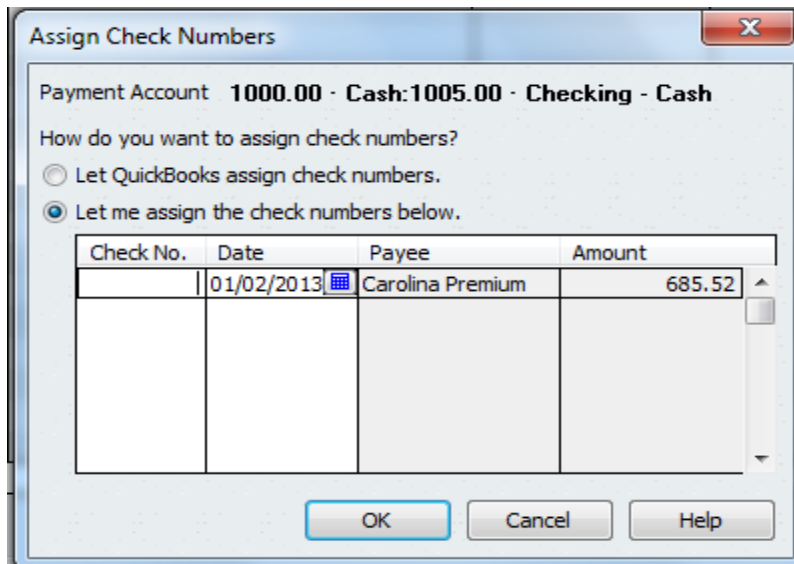 Assign Check Numbers
Payment Account 1000.00 · Cash:1005.00 · Checking - Cash
How do you want to assign check numbers?
Let QuickBooks assign check numbers.
Let me assign the check numbers below.
Check No. Date Payee Amount
01/02/2013 Carolina Premium 685.52
OK Cancel Help